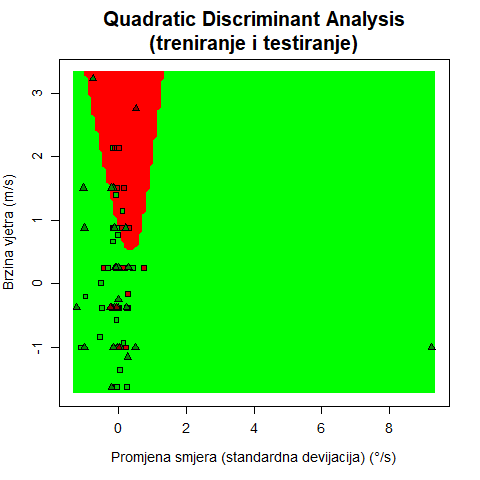 Quadratic Discriminant Analysis
(treniranje i testiranje)
Brzina vjetra (m/s)
3
2
1
0
-1
0
2
4
6
8
Promjena smjera (standardna devijacija) (°/s)